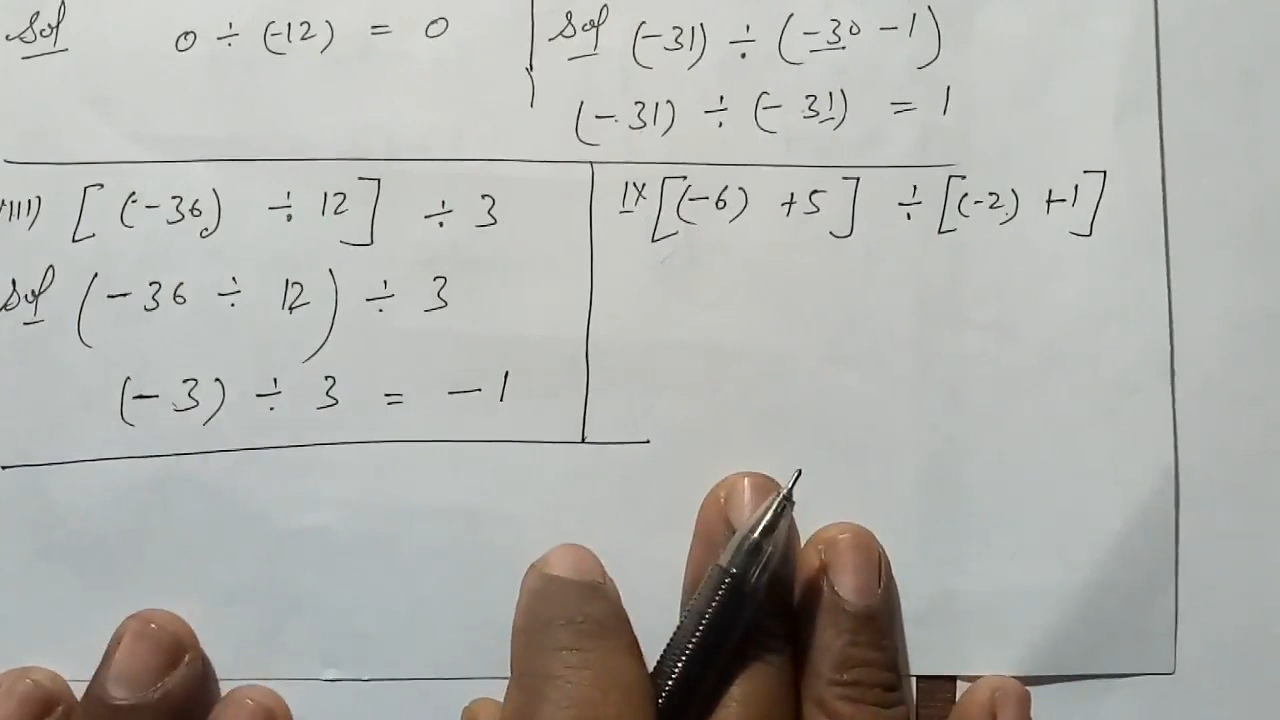 Sol 0 ÷ (-12) = 0
Sol (-31) ÷ (-30 - 1)
(-31) ÷ (-31) = 1
VIII) [(-36) ÷ 12] ÷ 3
Sol (-36 ÷ 12) ÷ 3
(-3) ÷ 3 = -1
IX [(-6) +5] ÷ [(-2) +1]